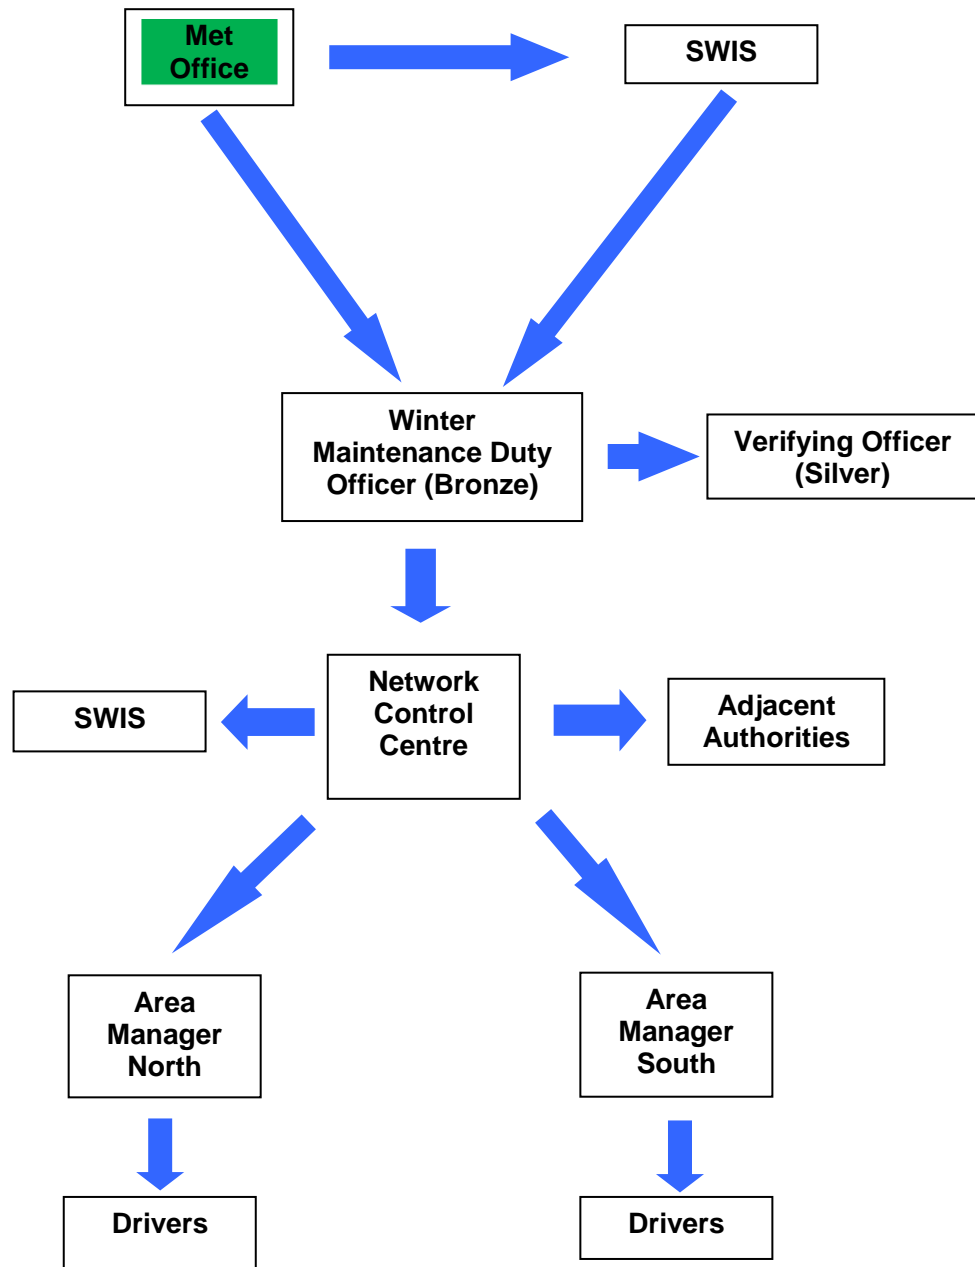 Met
Office
SWIS
Winter
Maintenance Duty
Officer (Bronze)
Verifying Officer
(Silver)
Network
Control
Centre
SWIS
Adjacent
Authorities
Area
Manager
North
Area
Manager
South
Drivers
Drivers